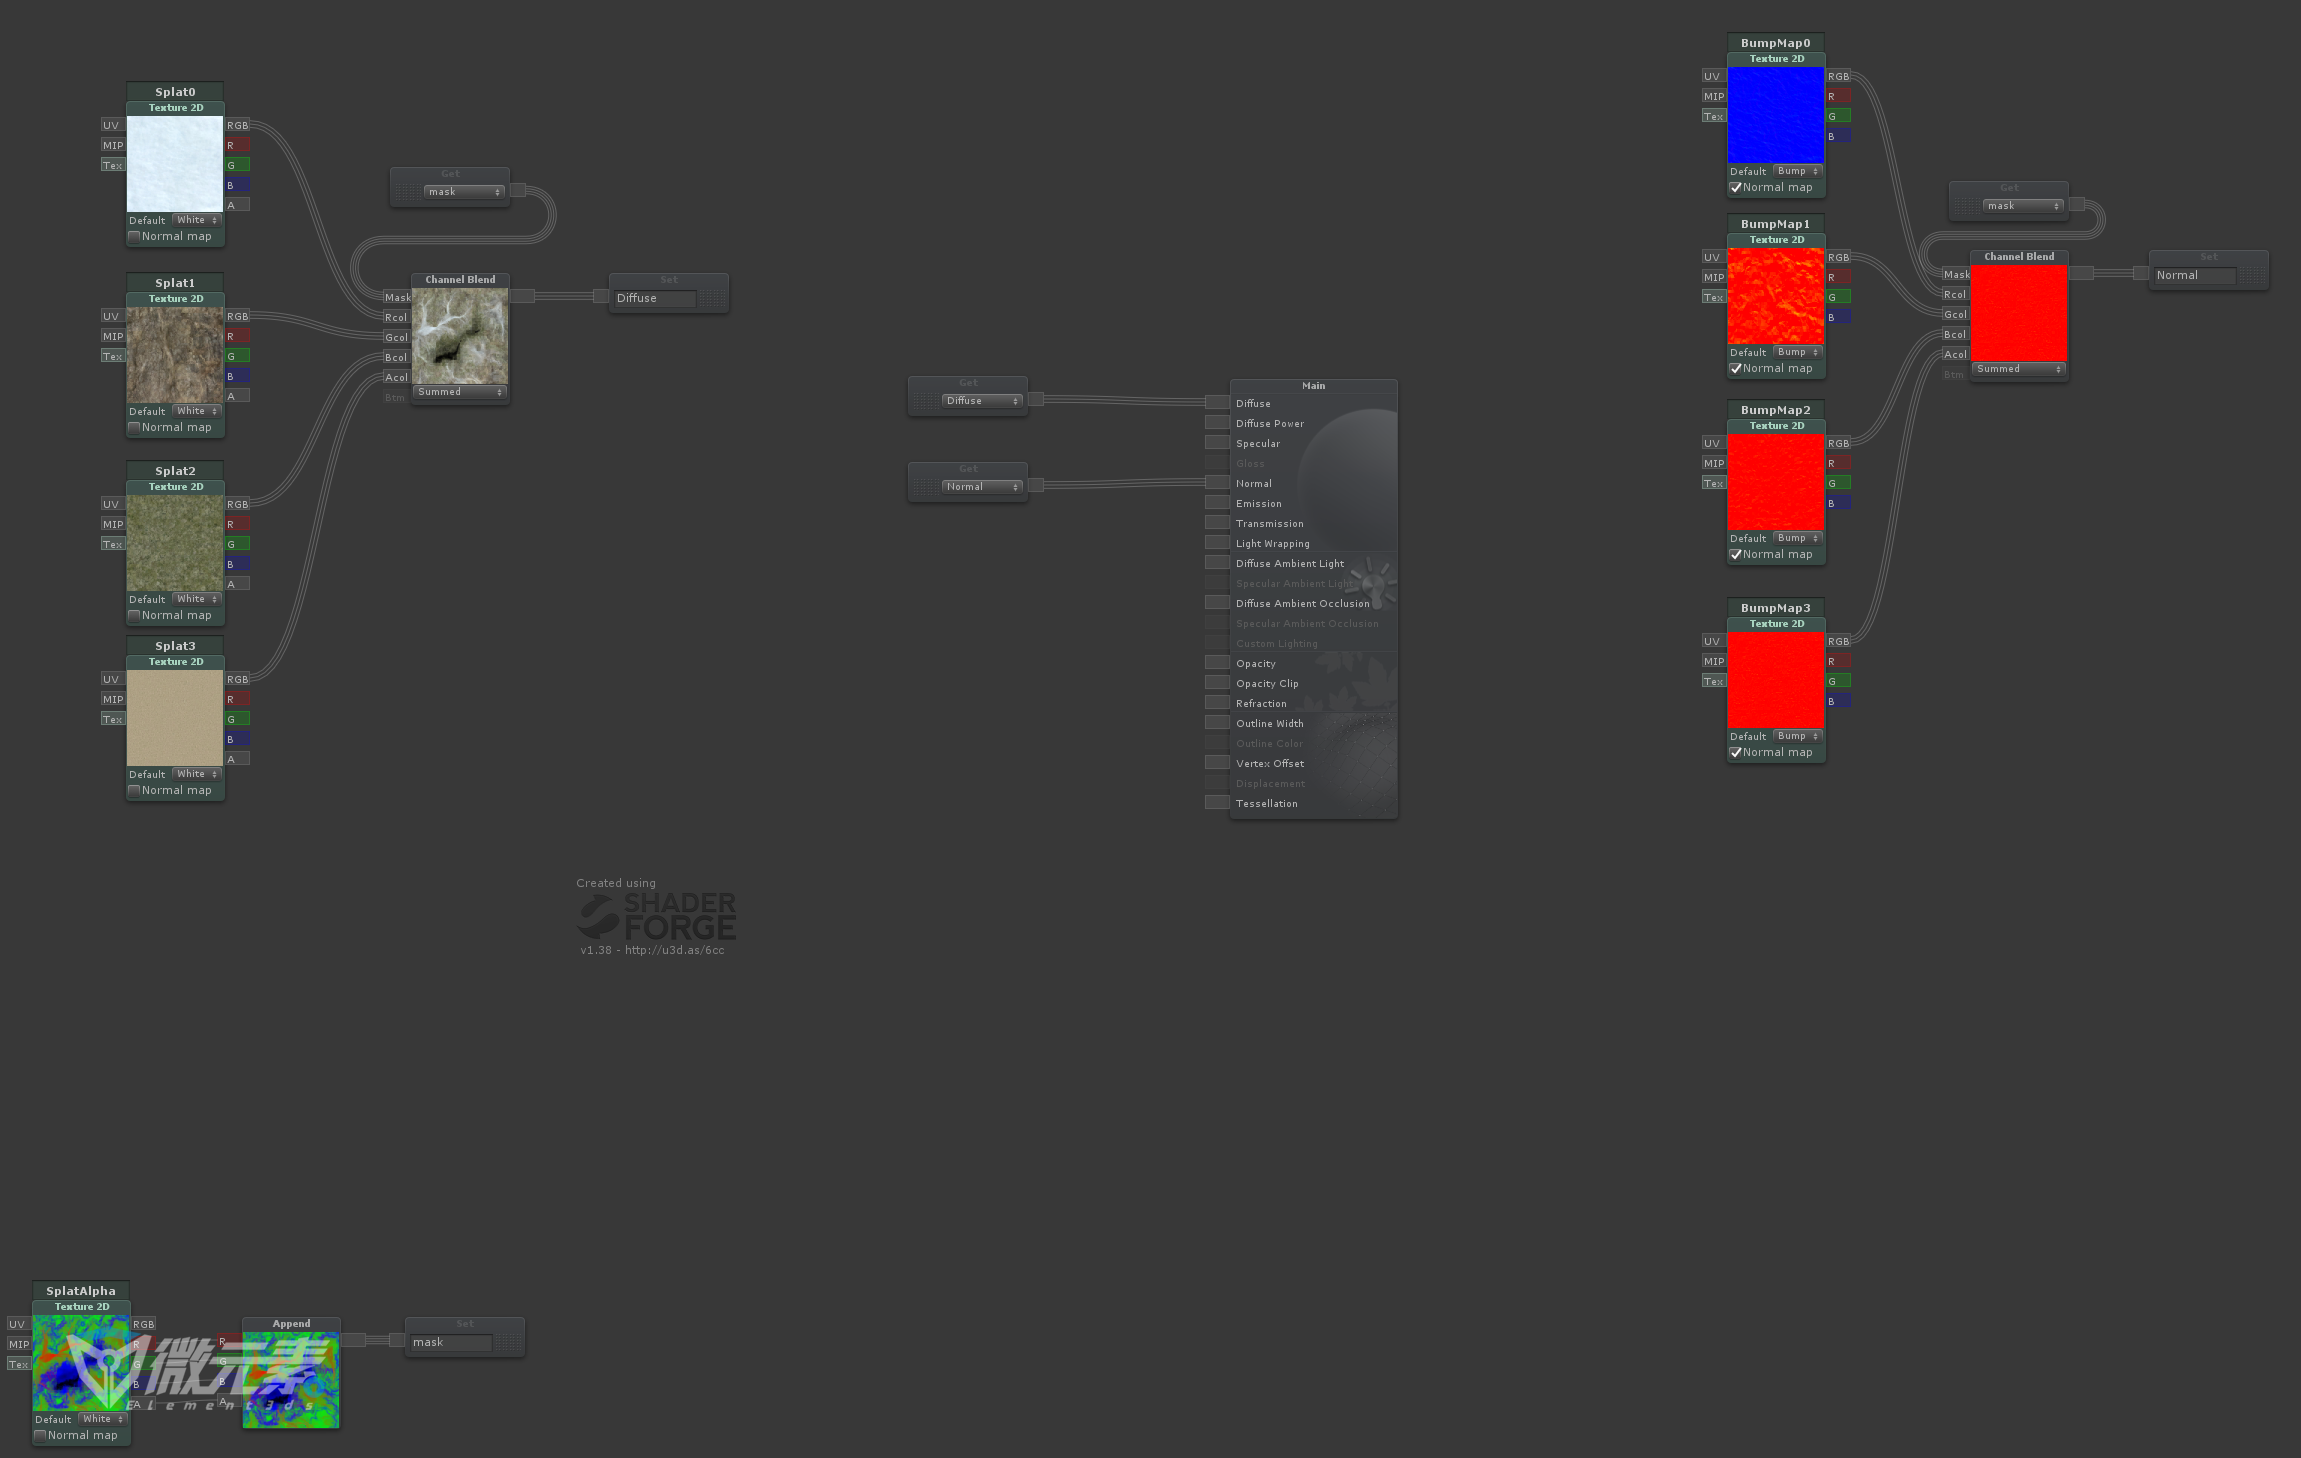 Splat0
Texture 2D
UV
MIP
Tex
RGB
R
G
B
A
Default White
Normal map
Splat1
Texture 2D
UV
MIP
Tex
RGB
R
G
B
A
Default White
Normal map
Splat2
Texture 2D
UV
MIP
Tex
RGB
R
G
B
A
Default White
Normal map
Splat3
Texture 2D
UV
MIP
Tex
RGB
R
G
B
A
Default White
Normal map
Get
mask
Channel Blend
Mask
Rcol
Gcol
Bcol
Acol
Btm
Summed
Set
Diffuse
Get
Diffuse
Get
Normal
Main
Diffuse
Diffuse Power
Specular
Gloss
Normal
Emission
Transmission
Light Wrapping
Diffuse Ambient Light
Specular Ambient Light
Diffuse Ambient Occlusion
Specular Ambient Occlusion
Custom Lighting
Opacity
Opacity Clip
Refraction
Outline Width
Outline Color
Vertex Offset
Displacement
Tessellation
BumpMap0
Texture 2D
UV
MIP
Tex
RGB
R
G
B
Default Bump
Normal map
BumpMap1
Texture 2D
UV
MIP
Tex
RGB
R
G
B
Default Bump
Normal map
BumpMap2
Texture 2D
UV
MIP
Tex
RGB
R
G
B
Default Bump
Normal map
BumpMap3
Texture 2D
UV
MIP
Tex
RGB
R
G
B
Default Bump
Normal map
Get
mask
Channel Blend
Mask
Rcol
Gcol
Bcol
Acol
Btm
Summed
Set
Normal
Created using
SHADER
FORGE
v1.38 - http://u3d.as/6cc
SplatAlpha
Texture 2D
UV
MIP
Tex
RGB
R
G
B
A
Default White
Normal map
Append
R
G
B
A
Set
mask
微元素
Element3ds